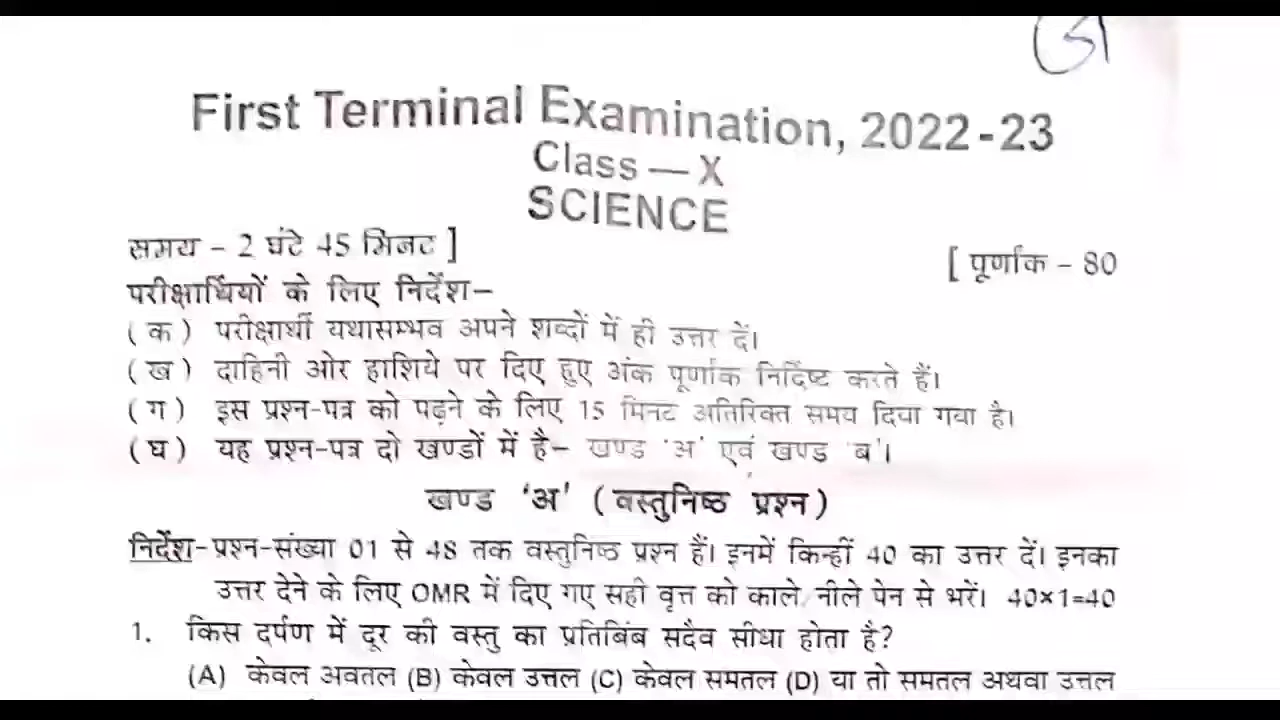 First Terminal Examination, 2022-23
Class — X
SCIENCE
समय - 2 घंटे 45 मिनट ]
[ पूर्णांक - 80
परीक्षार्थियों के लिए निर्देश-
( क ) परीक्षार्थी यथासम्भव अपने शब्दों में ही उत्तर दें।
( ख ) दाहिनी ओर हाशिये पर दिए हुए अंक पूर्णांक निर्दिष्ट करते हैं।
( ग ) इस प्रश्न-पत्र को पढ़ने के लिए 15 मिनट अतिरिक्त समय दिया गया है।
( घ ) यह प्रश्न-पत्र दो खण्डों में है- खण्ड 'अ' एवं खण्ड 'ब'।
खण्ड 'अ' ( वस्तुनिष्ठ प्रश्न )
निर्देश-प्रश्न-संख्या 01 से 48 तक वस्तुनिष्ठ प्रश्न हैं। इनमें किन्हीं 40 का उत्तर दें। इनका
उत्तर देने के लिए OMR में दिए गए सही वृत्त को काले/नीले पेन से भरें। 40×1=40
1. किस दर्पण में दूर की वस्तु का प्रतिबिंब सदैव सीधा होता है?
(A) केवल अवतल (B) केवल उत्तल (C) केवल समतल (D) या तो समतल अथवा उत्तल